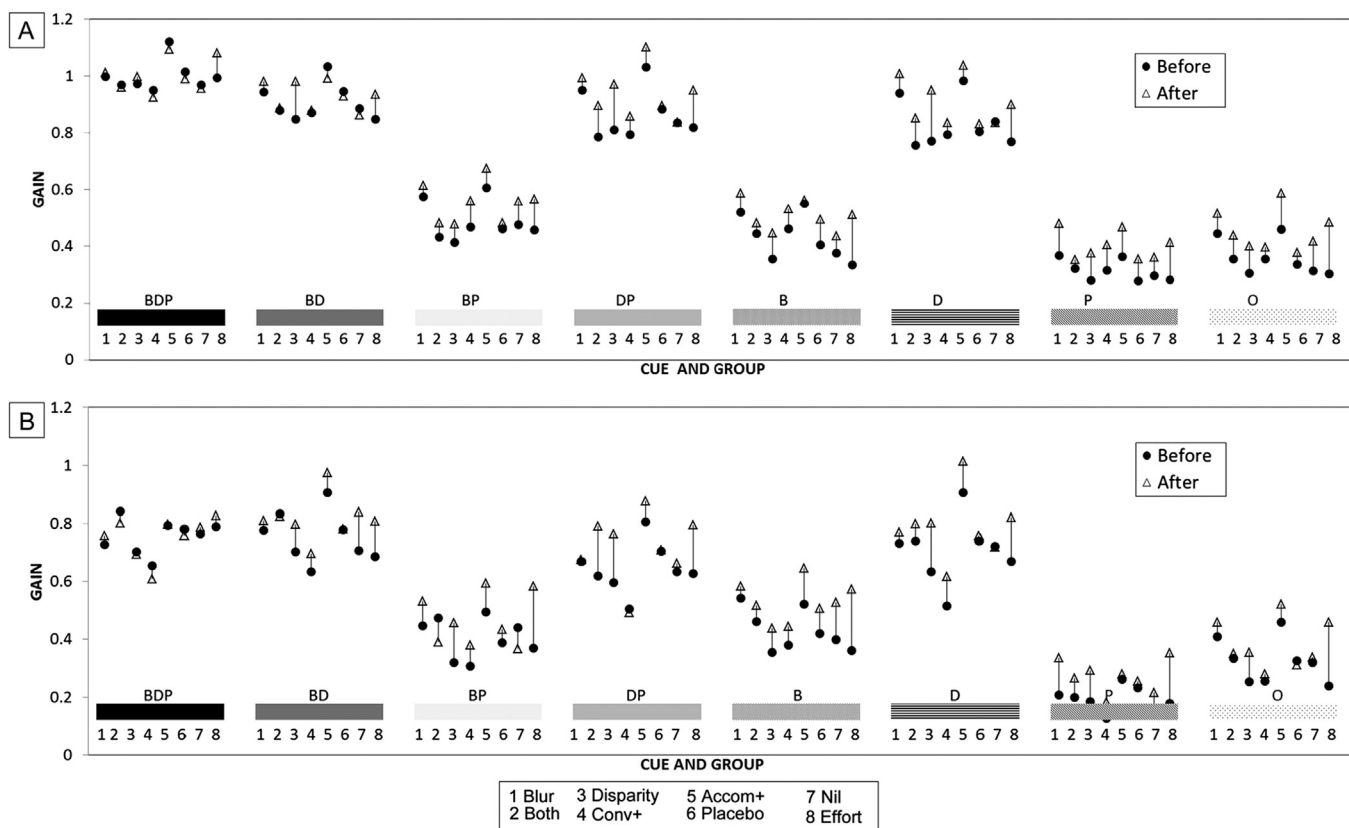 A
1.2
1
0.8
0.6
0.4
0.2
0
GAIN
Before
After
BDP BD BP DP B D P O
1 2 3 4 5 6 7 8 1 2 3 4 5 6 7 8 1 2 3 4 5 6 7 8 1 2 3 4 5 6 7 8 1 2 3 4 5 6 7 8 1 2 3 4 5 6 7 8 1 2 3 4 5 6 7 8 1 2 3 4 5 6 7 8
CUE AND GROUP
B
1.2
1
0.8
0.6
0.4
0.2
0
GAIN
Before
After
BDP BD BP DP B D P O
1 2 3 4 5 6 7 8 1 2 3 4 5 6 7 8 1 2 3 4 5 6 7 8 1 2 3 4 5 6 7 8 1 2 3 4 5 6 7 8 1 2 3 4 5 6 7 8 1 2 3 4 5 6 7 8 1 2 3 4 5 6 7 8
CUE AND GROUP
1 Blur 3 Disparity 5 Accom+ 7 Nil
2 Both 4 Conv+ 6 Placebo 8 Effort